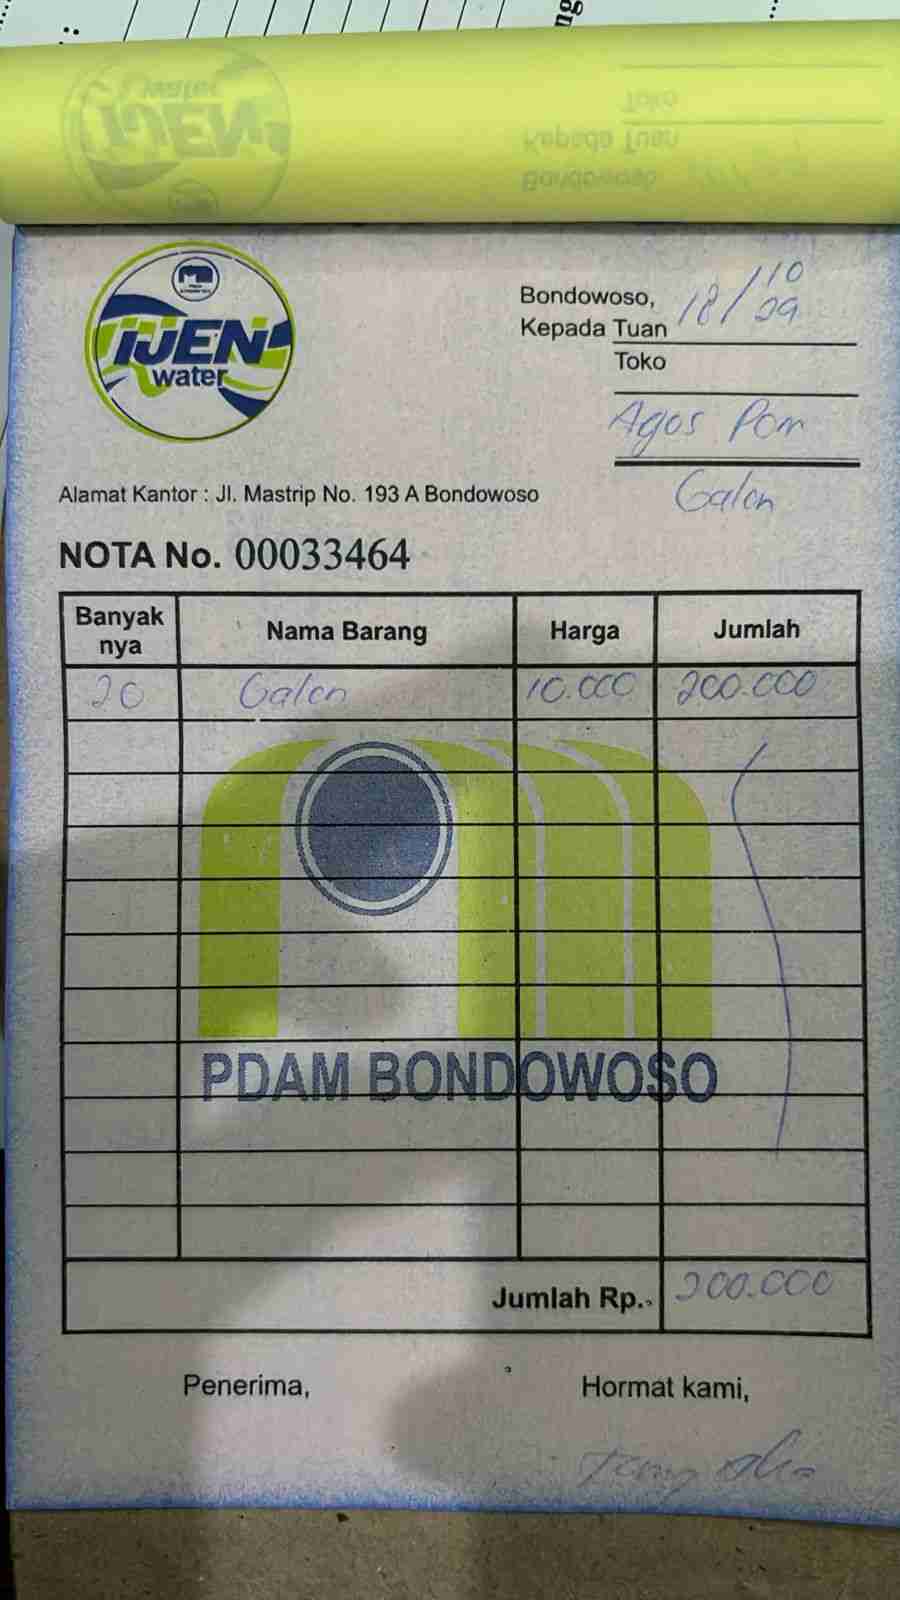 IJEN
water
Bondowoso, 18/10
Kepada Tuan
Toko
Agos Pom
Galon
Alamat Kantor : Jl. Mastrip No. 193 A Bondowoso
NOTA No. 00033464
Banyak nya Nama Barang Harga Jumlah
20 Galon 10.000 200.000
PDAM BONDOWOSO
Jumlah Rp. 200.000
Penerima, Hormat kami,